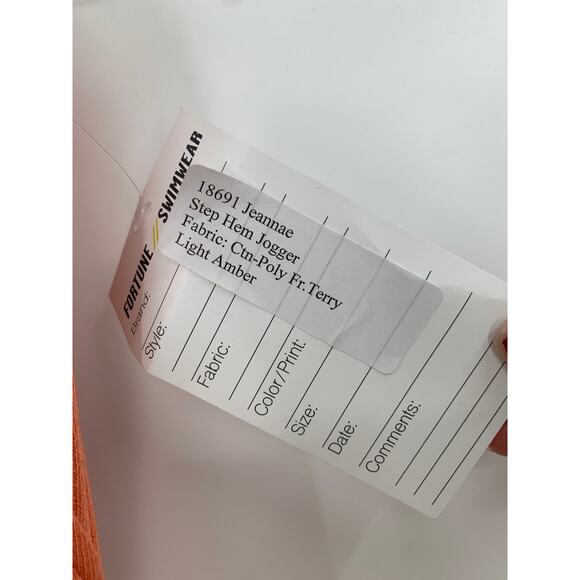 FORTUNE // SWIMWEAR
Brand:
Style:
Fabric:
Color/Print:
Size:
Date:
Comments:
18691 Jeannae
Step Hem Jogger
Fabric: Ctn-Poly Fr.Terry
Light Amber